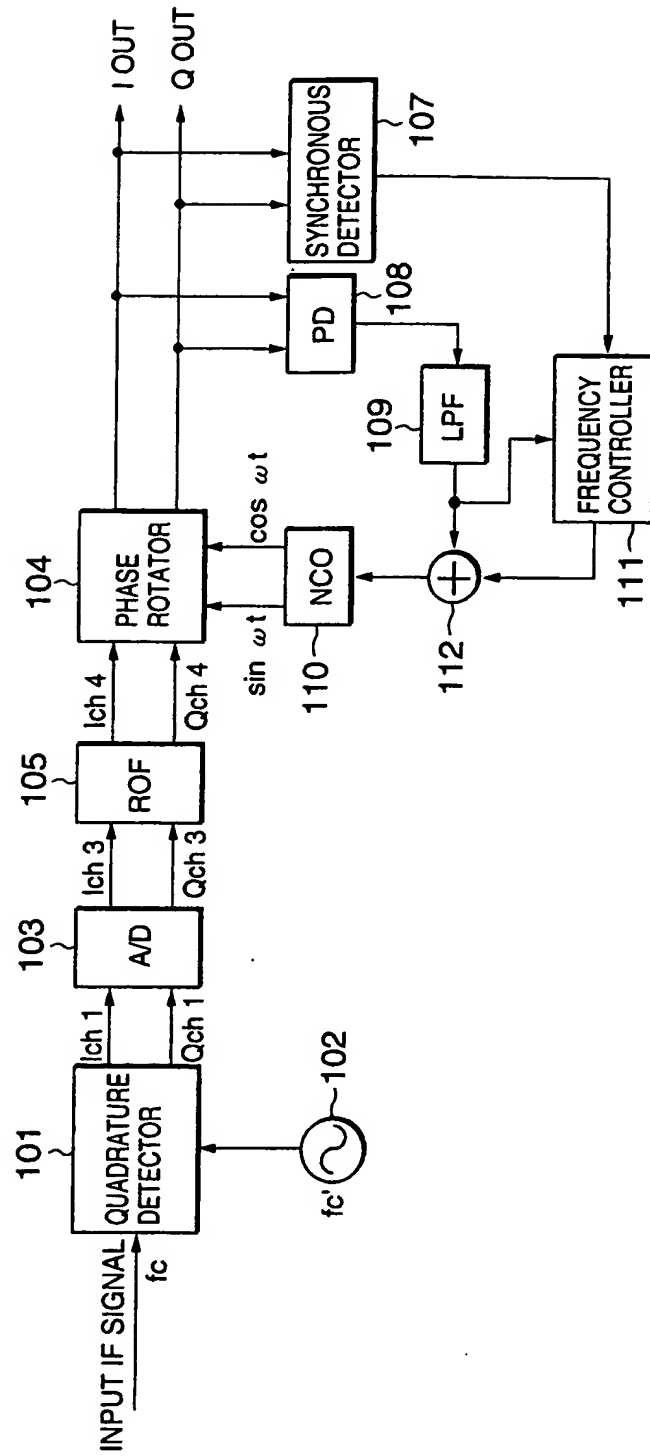 INPUT IF SIGNAL
fc
101
QUADRATURE
DETECTOR
fc'
102
Ich 1
Qch 1
103
A/D
Ich 3
Qch 3
105
ROF
Ich 4
Qch 4
104
PHASE
ROTATOR
I OUT
Q OUT
sin ωt
cos ωt
NCO
110
112
LPF
109
PD
108
SYNCHRONOUS
DETECTOR
107
FREQUENCY
CONTROLLER
111